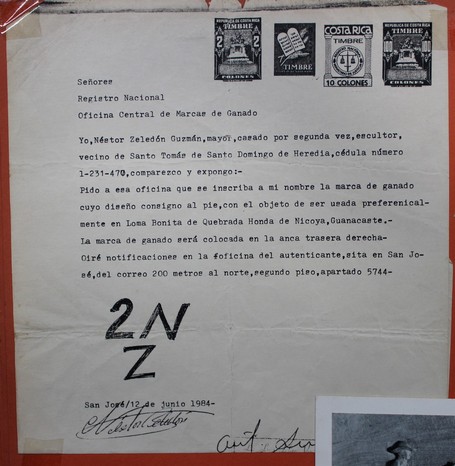 REPUBLICA DE COSTA RICA
TIMBRE
2 2
COLONES
TIMBRE
COSTA RICA
TIMBRE
10 COLONES
REPUBLICA DE COSTA RICA
TIMBRE
10 10
COLONES
Señores
Registro Nacional
Oficina Central de Marcas de Ganado
Yo,Néstor Zeledón Guzmán,mayor,casado por segunda vez,escultor,
vecino de Santo Tomás de Santo Domingo de Heredia,cédula número
1-231-470,comparezco y expongo:-
Pido a esa oficina que se inscriba a mi nombre la marca de ganado
cuyo diseño consigno al pie,con el objeto de ser usada preferenical-
mente en Loma Bonita de Quebrada Honda de Nicoya, Guanacaste.-
La marca de ganado será colocada en la anca trasera derecha-
Oiré notificaciones en la oficina del autenticante,sita en San Jo-
sé,del correo 200 metros al norte,segundo piso,apartado 5744-
2N
Z
San José/12 de junio 1984-